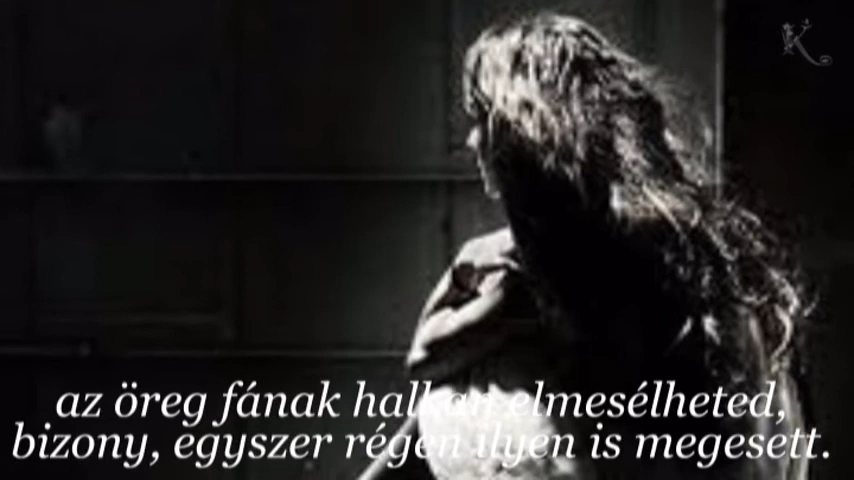 az öreg fának halkan elmesélheted,
bizony, egyszer régen ilyen is megesett.